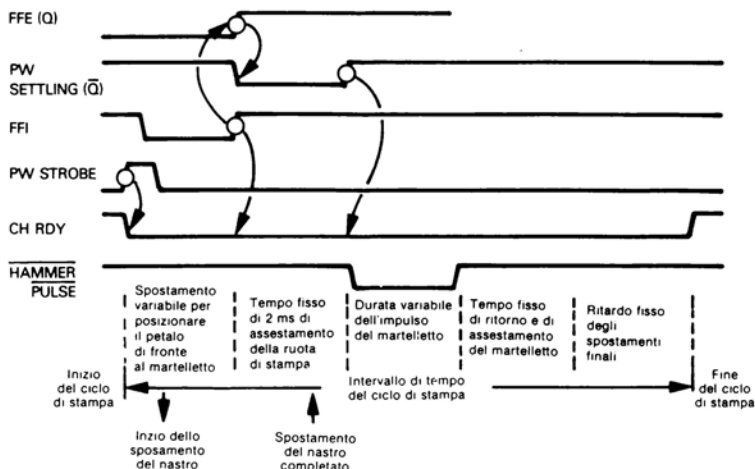 FFE (Q)
PW
SETTLING (Q̅)
FFI
PW STROBE
CH RDY
HAMMER
PULSE
Spostamento
variabile per
posizionare
il petalo
di fronte
al martelletto
Tempo fisso
di 2 ms di
assestamento
della ruota
di stampa
Durata variabile
dell'impulso
del martelletto
Tempo fisso
di ritorno e di
assestamento
del martelletto
Ritardo fisso
degli
spostamenti
finali
Inizio
del ciclo
di stampa
Intervallo di tempo
del ciclo di stampa
Fine
del ciclo
di stampa
Inzio dello
sposamento
del nastro
Spostamento
del nastro
completato